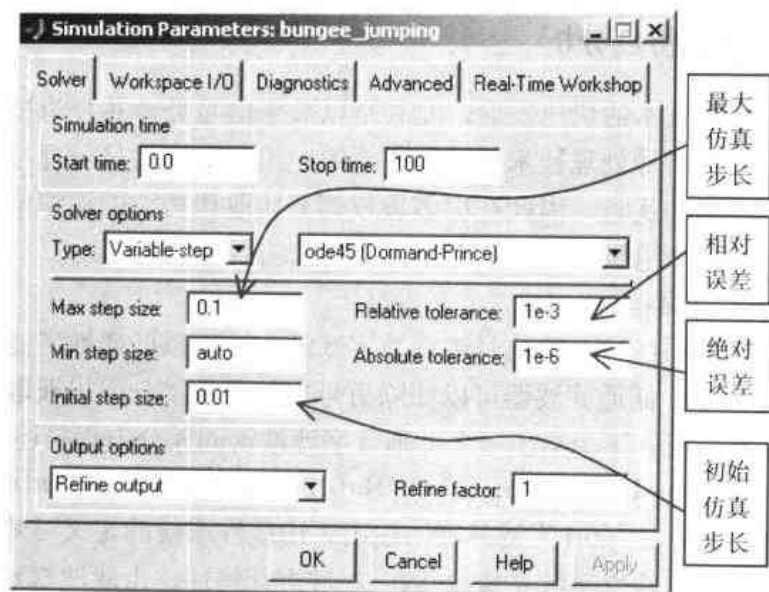 Simulation Parameters: bungee_jumping
Solver
Workspace I/O
Diagnostics
Advanced
Real-Time Workshop
Simulation time
Start time: 0.0
Stop time: 100
Solver options
Type: Variable-step
ode45 (Dormand-Prince)
Max step size: 0.1
Relative tolerance: 1e-3
Min step size: auto
Absolute tolerance: 1e-6
Initial step size: 0.01
Output options
Refine output
Refine factor: 1
OK
Cancel
Help
Apply
最大
仿真
步长
相对
误差
绝对
误差
初始
仿真
步长